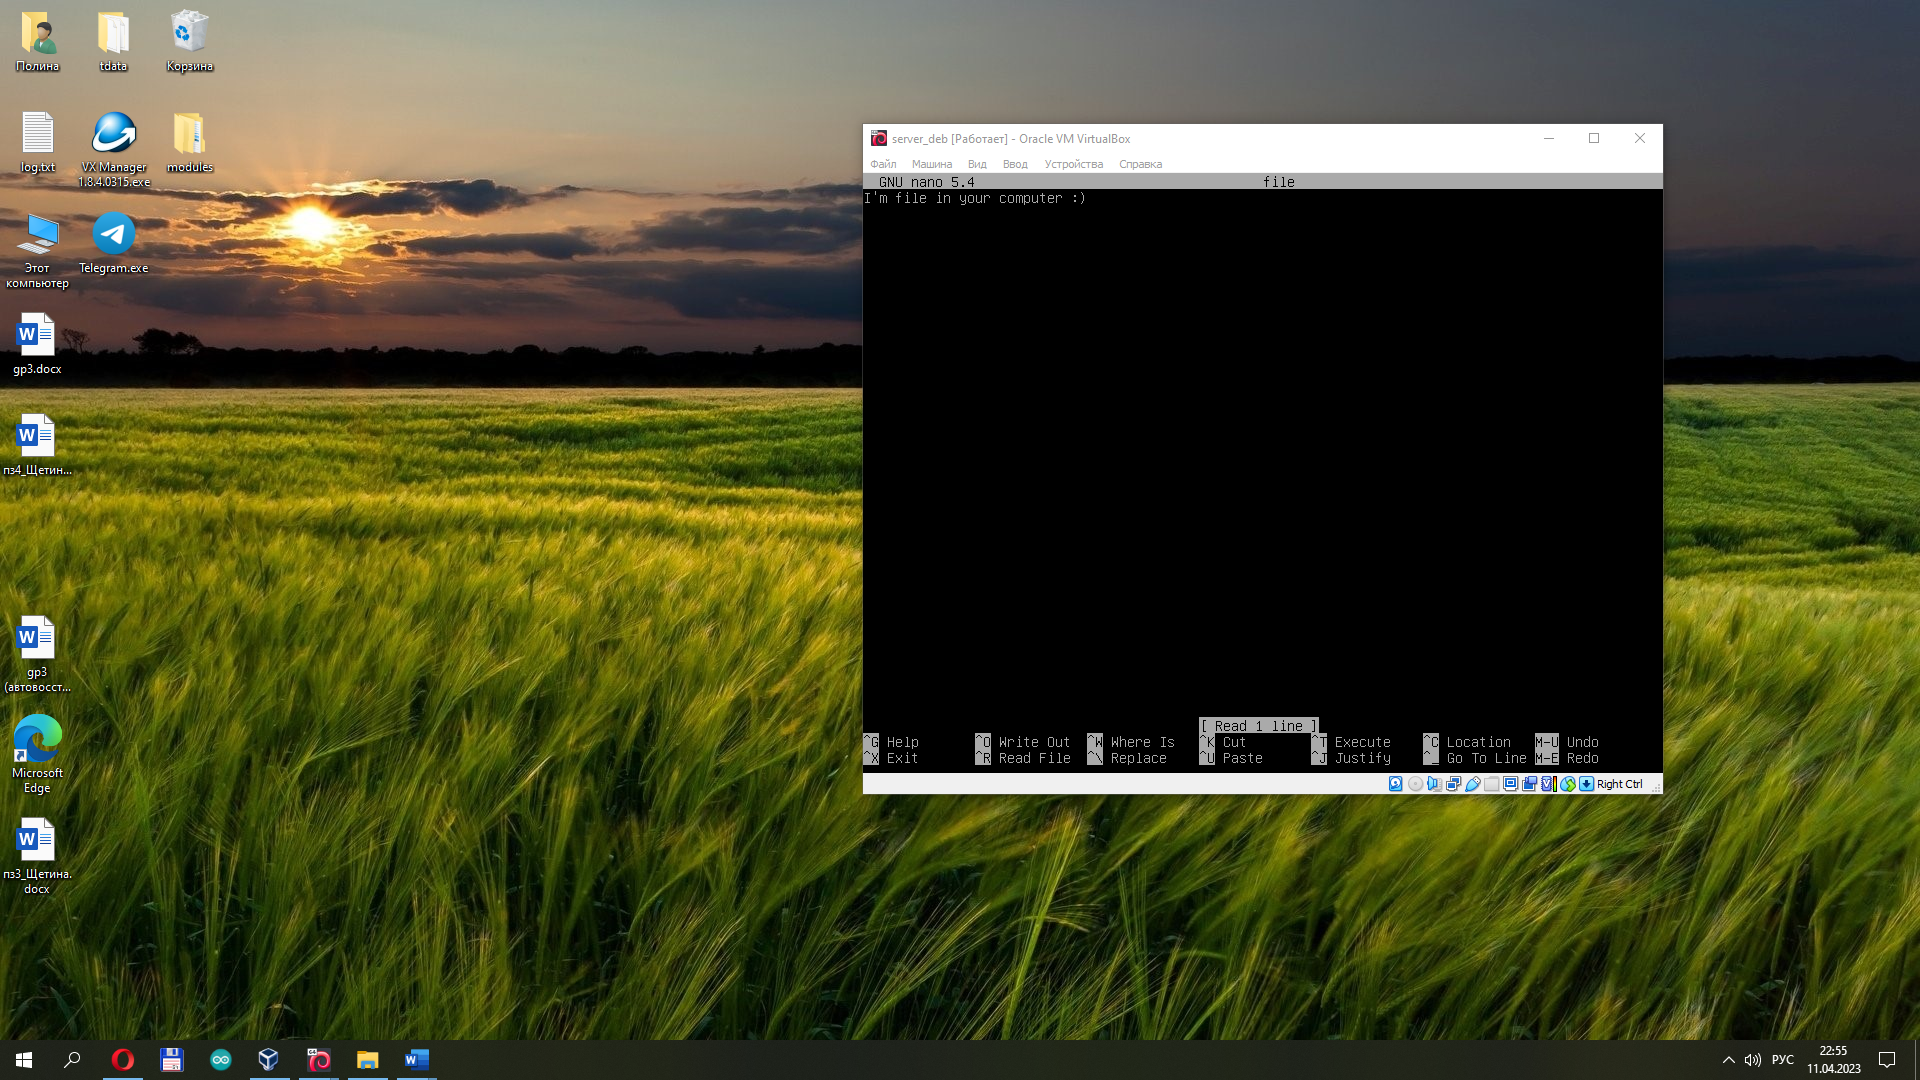 Полина
tdata
Корзина
log.txt
VX Manager
1.8.4.0315.exe
modules
Этот
компьютер
Telegram.exe
gp3.docx
пз4_Щетин...
gp3
(автовосст...
Microsoft
Edge
пз3_Щетина.
docx
server_deb [Работает] - Oracle VM VirtualBox
Файл Машина Вид Ввод Устройства Справка
GNU nano 5.4 file
I'm file in your computer :)
[ Read 1 line ]
^G Help ^O Write Out ^W Where Is ^K Cut ^T Execute ^C Location M-U Undo
^X Exit ^R Read File ^\ Replace ^U Paste ^J Justify ^_ Go To Line M-E Redo
Right Ctrl
РУС
22:55
11.04.2023